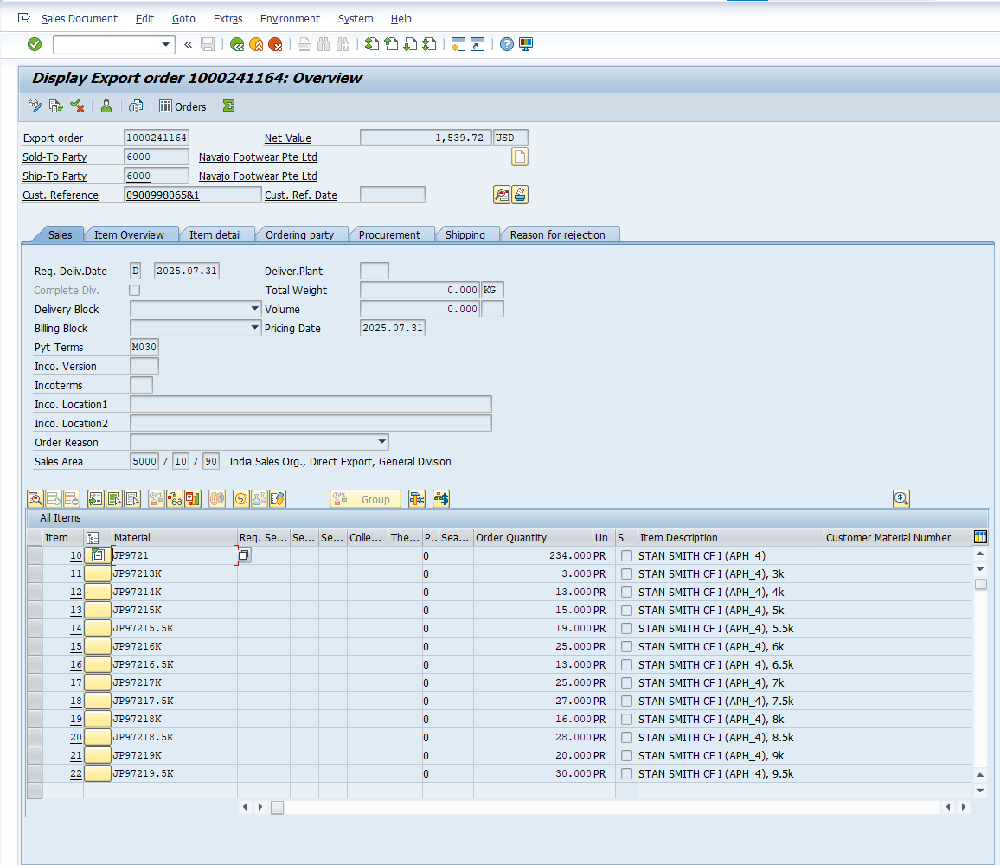 Sales Document Edit Goto Extras Environment System Help
Display Export order 1000241164: Overview
Orders
Export order 1000241164 Net Value 1,539.72 USD
Sold-To Party 6000 Navajo Footwear Pte Ltd
Ship-To Party 6000 Navajo Footwear Pte Ltd
Cust. Reference 0900998065&1 Cust. Ref. Date
Sales Item Overview Item detail Ordering party Procurement Shipping Reason for rejection
Req. Deliv.Date D 2025.07.31 Deliver.Plant
Complete Dlv. Total Weight 0.000 KG
Delivery Block Volume 0.000
Billing Block Pricing Date 2025.07.31
Pyt Terms M030
Inco. Version
Incoterms
Inco. Location1
Inco. Location2
Order Reason
Sales Area 5000 / 10 / 90 India Sales Org., Direct Export, General Division
Group
All Items
Item Material Req. Se... Se... Se... Colle... The... P.. Sea... Order Quantity Un S Item Description Customer Material Number
10 JP9721 0 234.000 PR STAN SMITH CF I (APH_4)
11 JP97213K 0 3.000 PR STAN SMITH CF I (APH_4), 3k
12 JP97214K 0 13.000 PR STAN SMITH CF I (APH_4), 4k
13 JP97215K 0 15.000 PR STAN SMITH CF I (APH_4), 5k
14 JP97215.5K 0 19.000 PR STAN SMITH CF I (APH_4), 5.5k
15 JP97216K 0 25.000 PR STAN SMITH CF I (APH_4), 6k
16 JP97216.5K 0 13.000 PR STAN SMITH CF I (APH_4), 6.5k
17 JP97217K 0 25.000 PR STAN SMITH CF I (APH_4), 7k
18 JP97217.5K 0 27.000 PR STAN SMITH CF I (APH_4), 7.5k
19 JP97218K 0 16.000 PR STAN SMITH CF I (APH_4), 8k
20 JP97218.5K 0 28.000 PR STAN SMITH CF I (APH_4), 8.5k
21 JP97219K 0 20.000 PR STAN SMITH CF I (APH_4), 9k
22 JP97219.5K 0 30.000 PR STAN SMITH CF I (APH_4), 9.5k